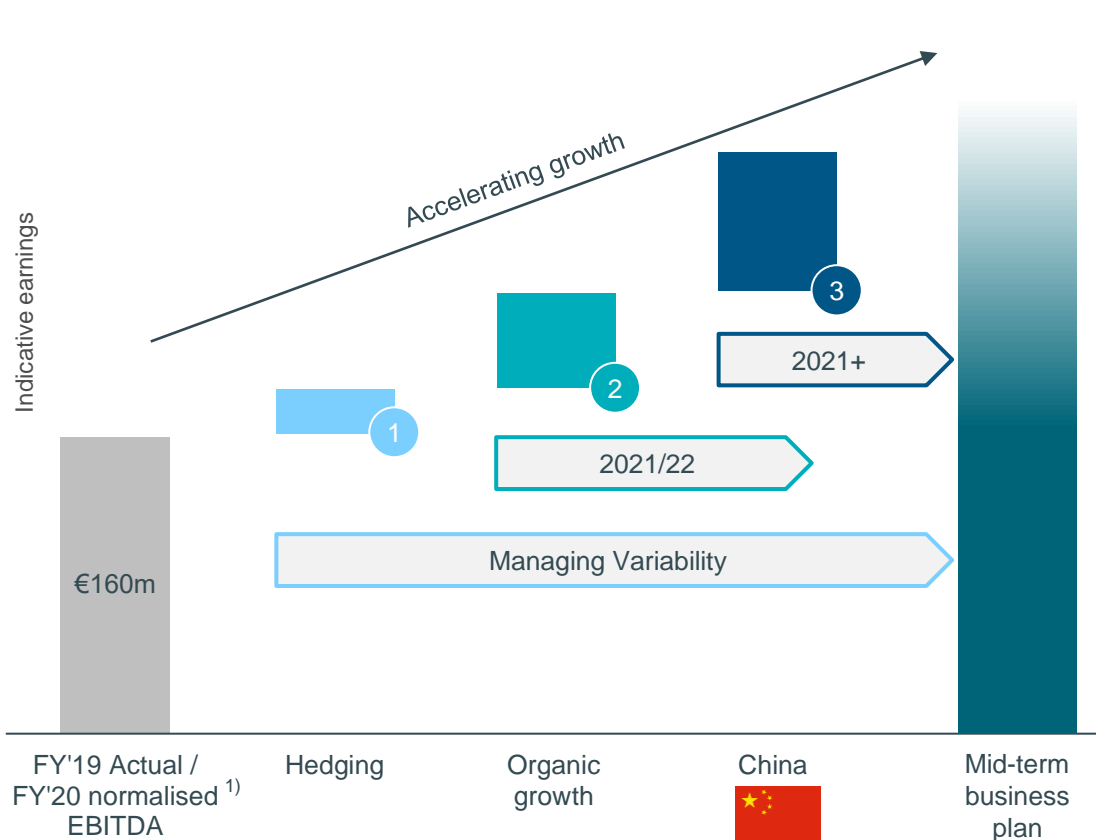 Accelerating growth
Indicative earnings
3
2021+
2
1
2021/22
Managing Variability
€160m
FY'19 Actual /
FY'20 normalised 1)
EBITDA
Hedging
Organic
growth
China
Mid-term
business
plan